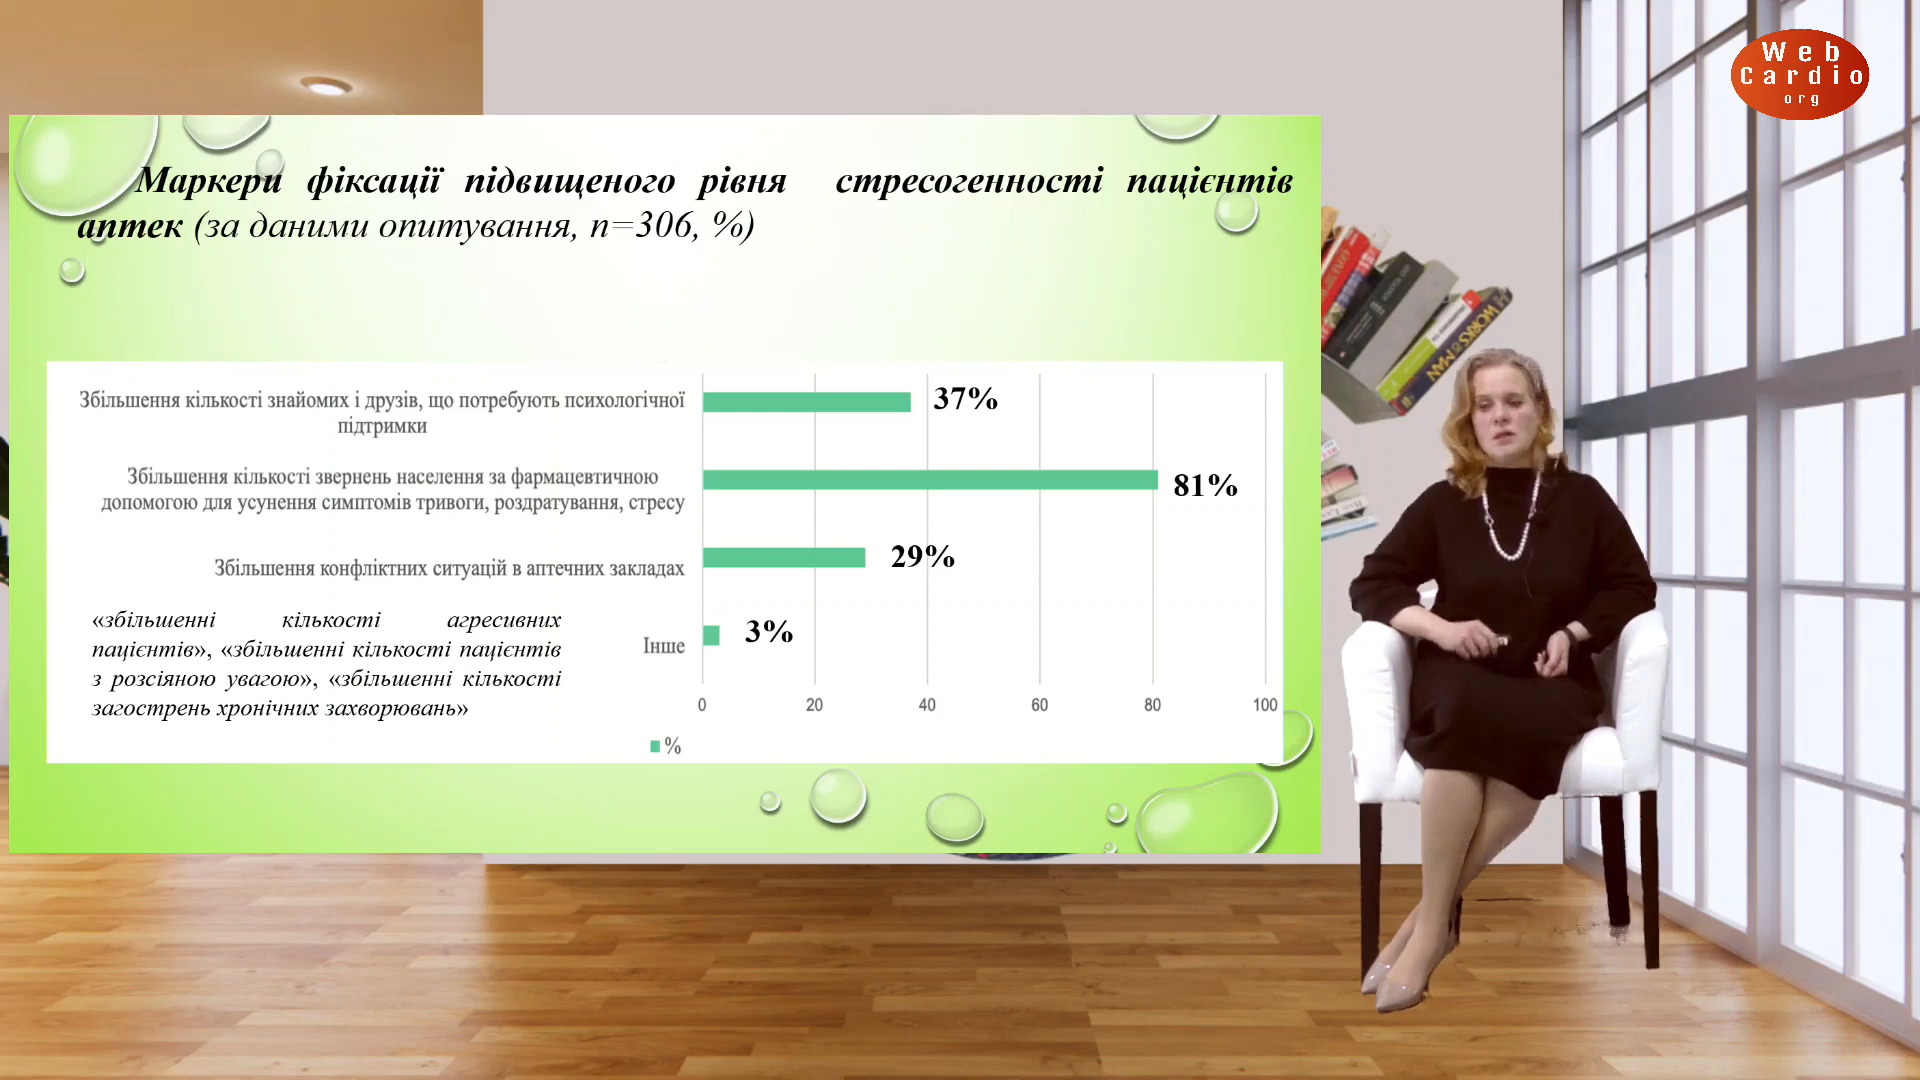 Web
Cardio
org
Маркери фіксації підвищеного рівня стресогенності пацієнтів
аптек (за даними опитування, n=306, %)
Збільшення кількості знайомих і друзів, що потребують психологічної
підтримки
37%
Збільшення кількості звернень населення за фармацевтичною
допомогою для усунення симптомів тривоги, роздратування, стресу
81%
Збільшення конфліктних ситуацій в аптечних закладах
29%
«збільшенні кількості агресивних
пацієнтів», «збільшенні кількості пацієнтів
з розсіяною увагою», «збільшенні кількості
загострень хронічних захворювань»
Інше
3%
0 20 40 60 80 100
%
WORKS OF MAN